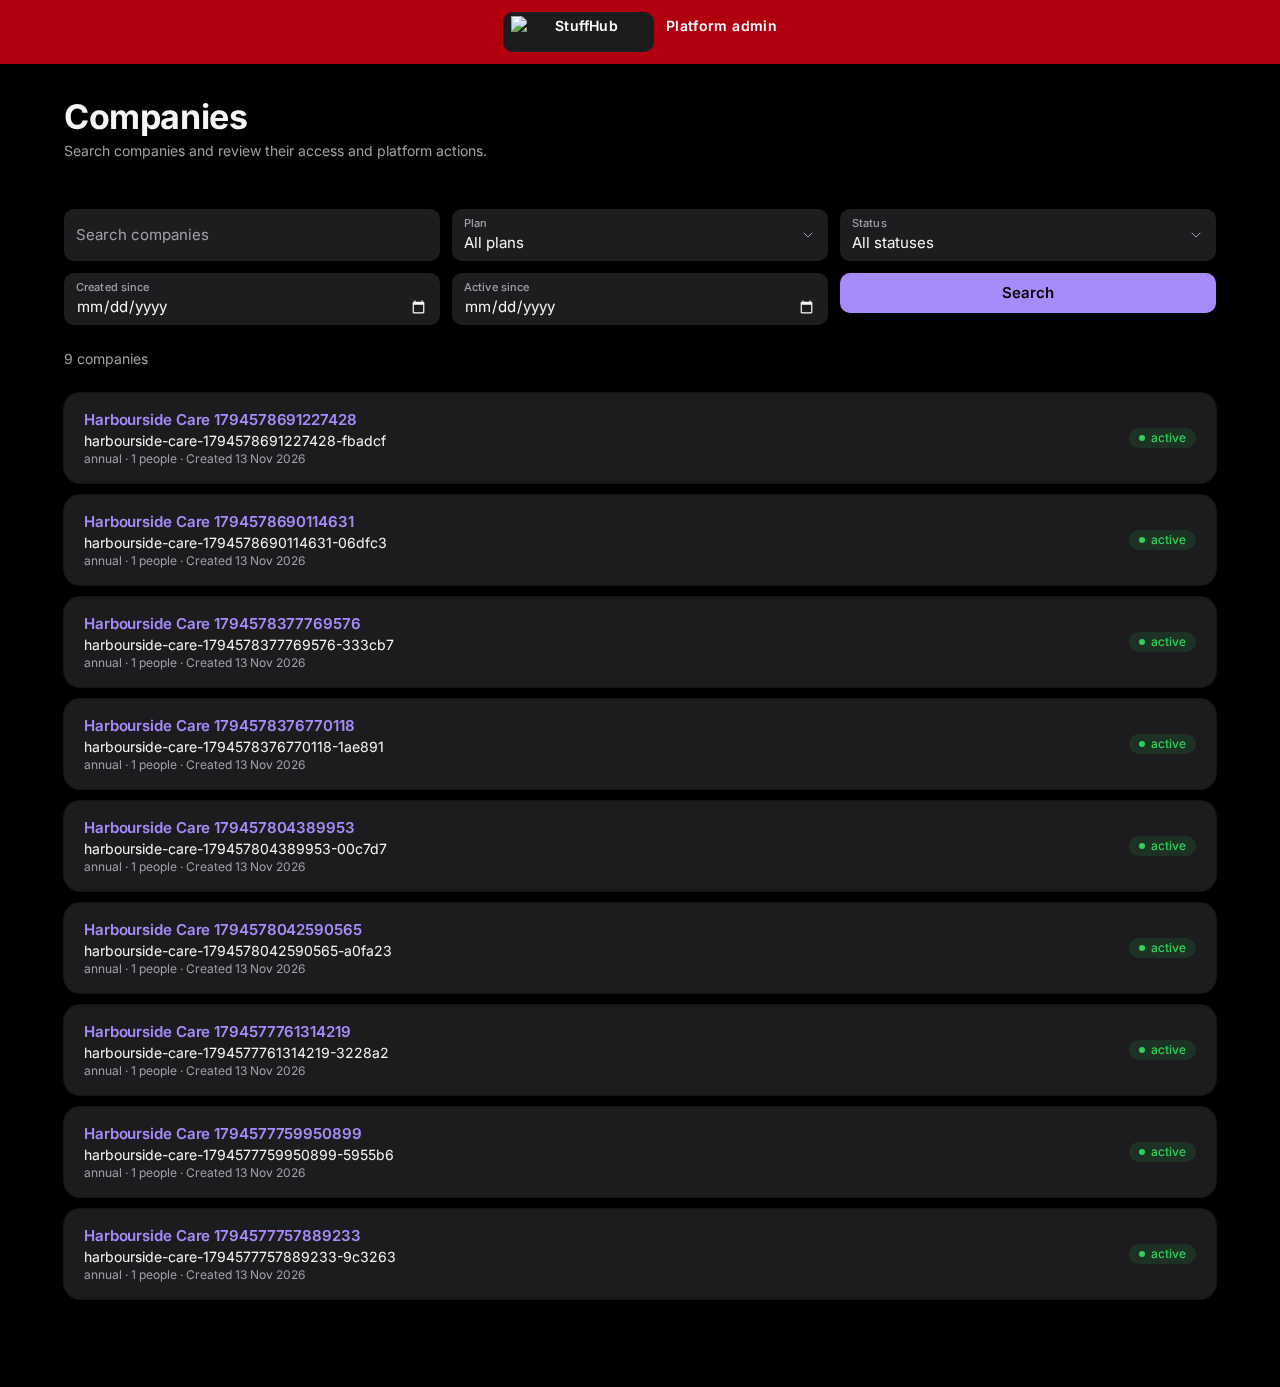 StuffHub Platform admin
Companies
Search companies and review their access and platform actions.
Search companies
Plan
All plans
Status
All statuses
Created since
mm/dd/yyyy
Active since
mm/dd/yyyy
Search
9 companies
Harbourside Care 1794578691227428
harbourside-care-1794578691227428-fbadcf
annual · 1 people · Created 13 Nov 2026
active
Harbourside Care 1794578690114631
harbourside-care-1794578690114631-06dfc3
annual · 1 people · Created 13 Nov 2026
active
Harbourside Care 1794578377769576
harbourside-care-1794578377769576-333cb7
annual · 1 people · Created 13 Nov 2026
active
Harbourside Care 1794578376770118
harbourside-care-1794578376770118-1ae891
annual · 1 people · Created 13 Nov 2026
active
Harbourside Care 179457804389953
harbourside-care-179457804389953-00c7d7
annual · 1 people · Created 13 Nov 2026
active
Harbourside Care 1794578042590565
harbourside-care-1794578042590565-a0fa23
annual · 1 people · Created 13 Nov 2026
active
Harbourside Care 1794577761314219
harbourside-care-1794577761314219-3228a2
annual · 1 people · Created 13 Nov 2026
active
Harbourside Care 1794577759950899
harbourside-care-1794577759950899-5955b6
annual · 1 people · Created 13 Nov 2026
active
Harbourside Care 1794577757889233
harbourside-care-1794577757889233-9c3263
annual · 1 people · Created 13 Nov 2026
active